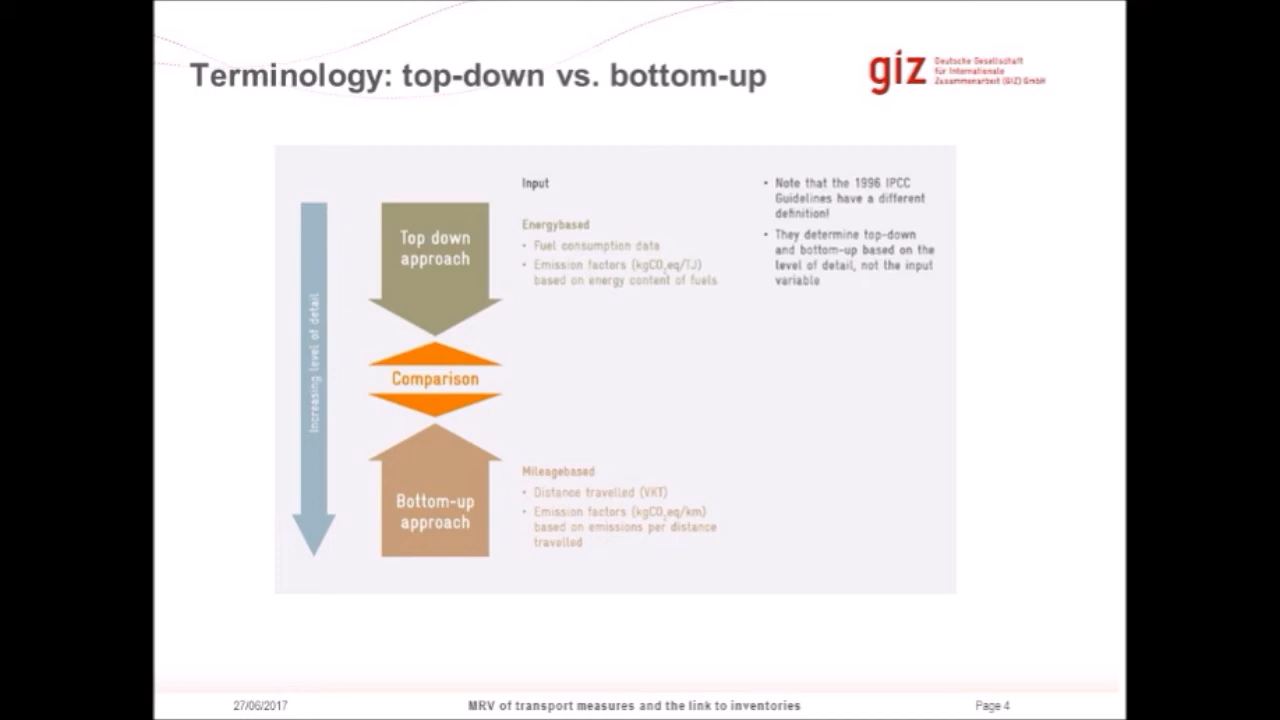 Terminology: top-down vs. bottom-up
giz
Deutsche Gesellschaft
für Internationale
Zusammenarbeit (GIZ) GmbH
Increasing level of detail
Top down
approach
Comparison
Bottom-up
approach
Input
Energybased
• Fuel consumption data
• Emission factors (kgCO₂eq/TJ)
based on energy content of fuels
Mileagebased
• Distance travelled (VKT)
• Emission factors (kgCO₂eq/km)
based on emissions per distance
travelled
• Note that the 1996 IPCC
Guidelines have a different
definition!
• They determine top-down
and bottom-up based on the
level of detail, not the input
variable
27/06/2017
MRV of transport measures and the link to inventories
Page 4